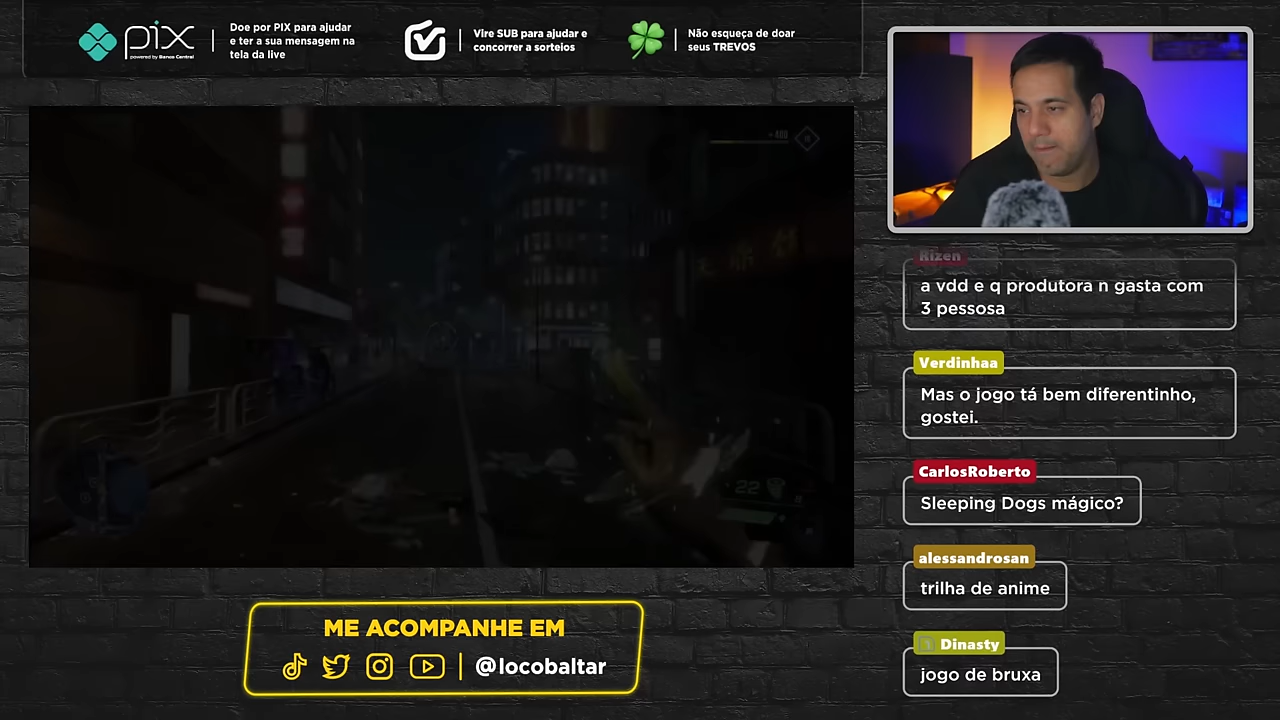 pix
powered by Banco Central
Doe por PIX para ajudar
e ter a sua mensagem na
tela da live
Vire SUB para ajudar e
concorrer a sorteios
Não esqueça de doar
seus TREVOS
22
Rizen
a vdd e q produtora n gasta com
3 pessosa
Verdinhaa
Mas o jogo tá bem diferentinho,
gostei.
CarlosRoberto
Sleeping Dogs mágico?
alessandrosan
trilha de anime
Dinasty
jogo de bruxa
ME ACOMPANHE EM
@locobaltar